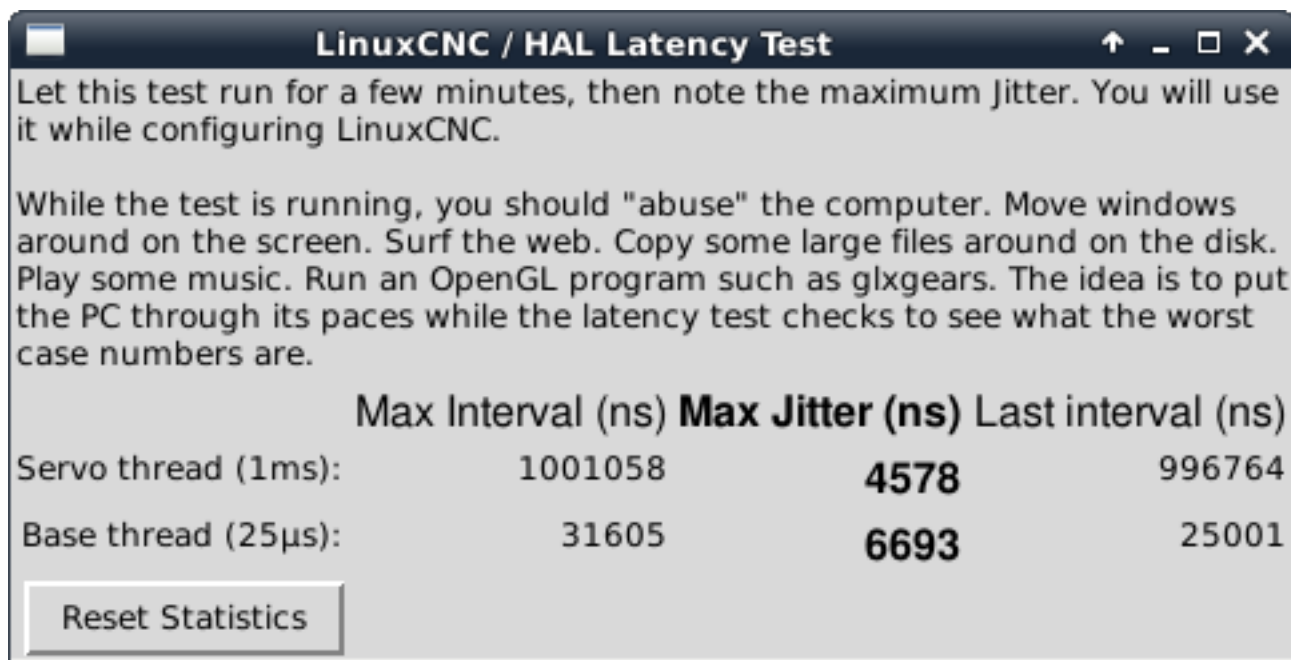 LinuxCNC / HAL Latency Test
Let this test run for a few minutes, then note the maximum Jitter. You will use
it while configuring LinuxCNC.
While the test is running, you should "abuse" the computer. Move windows
around on the screen. Surf the web. Copy some large files around on the disk.
Play some music. Run an OpenGL program such as glxgears. The idea is to put
the PC through its paces while the latency test checks to see what the worst
case numbers are.
Max Interval (ns) Max Jitter (ns) Last interval (ns)
Servo thread (1ms): 1001058 4578 996764
Base thread (25µs): 31605 6693 25001
Reset Statistics